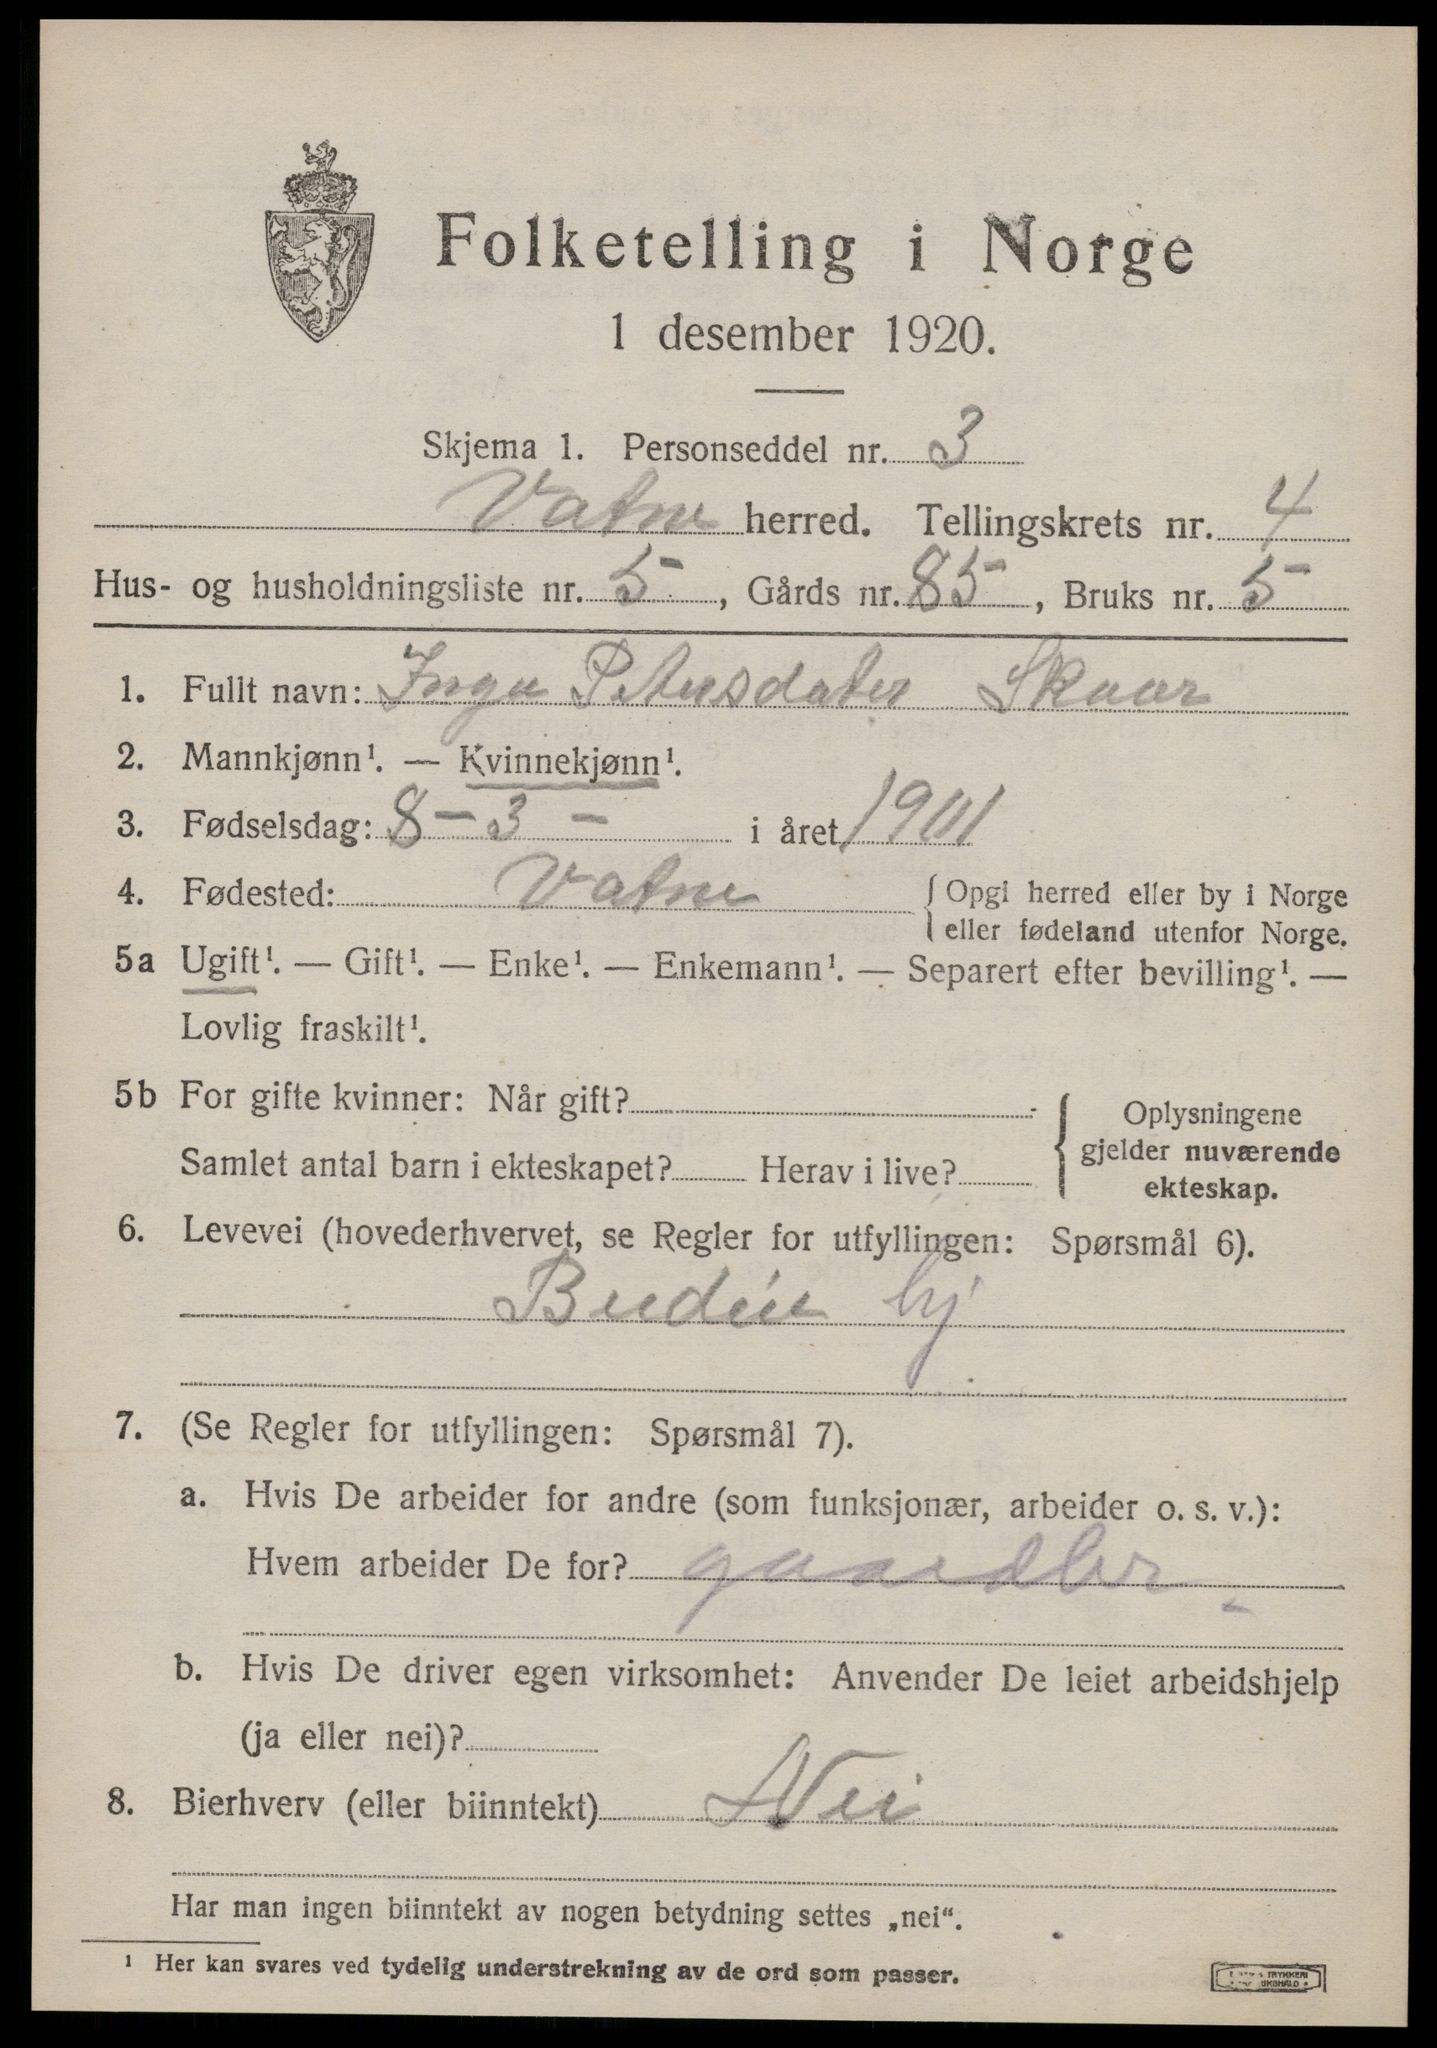 Folketelling i Norge
1 desember 1920.
Skjema 1. Personseddel nr. 3
Vatne herred. Tellingskrets nr. 4
Hus- og husholdningsliste nr. 5, Gårds nr. 85, Bruks nr. 5
1. Fullt navn: Inga Petersdater Skaar
2. Mannkjønn¹. — Kvinnekjønn¹.
3. Fødselsdag: 8 - 3 - i året 1901
4. Fødested: Vatne { Opgi herred eller by i Norge
eller fødeland utenfor Norge.
5a Ugift¹. — Gift¹. — Enke¹. — Enkemann¹. — Separert efter bevilling¹. —
Lovlig fraskilt¹.
5b For gifte kvinner: Når gift?
Samlet antal barn i ekteskapet? Herav i live?
{ Oplysningene
gjelder nuværende
ekteskap.
6. Levevei (hovederhvervet, se Regler for utfyllingen: Spørsmål 6).
Budeie hj
7. (Se Regler for utfyllingen: Spørsmål 7).
a. Hvis De arbeider for andre (som funksjonær, arbeider o. s. v.):
Hvem arbeider De for?
b. Hvis De driver egen virksomhet: Anvender De leiet arbeidshjelp
(ja eller nei)?
8. Bierhverv (eller biinntekt) Nei
Har man ingen biinntekt av nogen betydning settes „nei“.
¹ Her kan svares ved tydelig understrekning av de ord som passer.